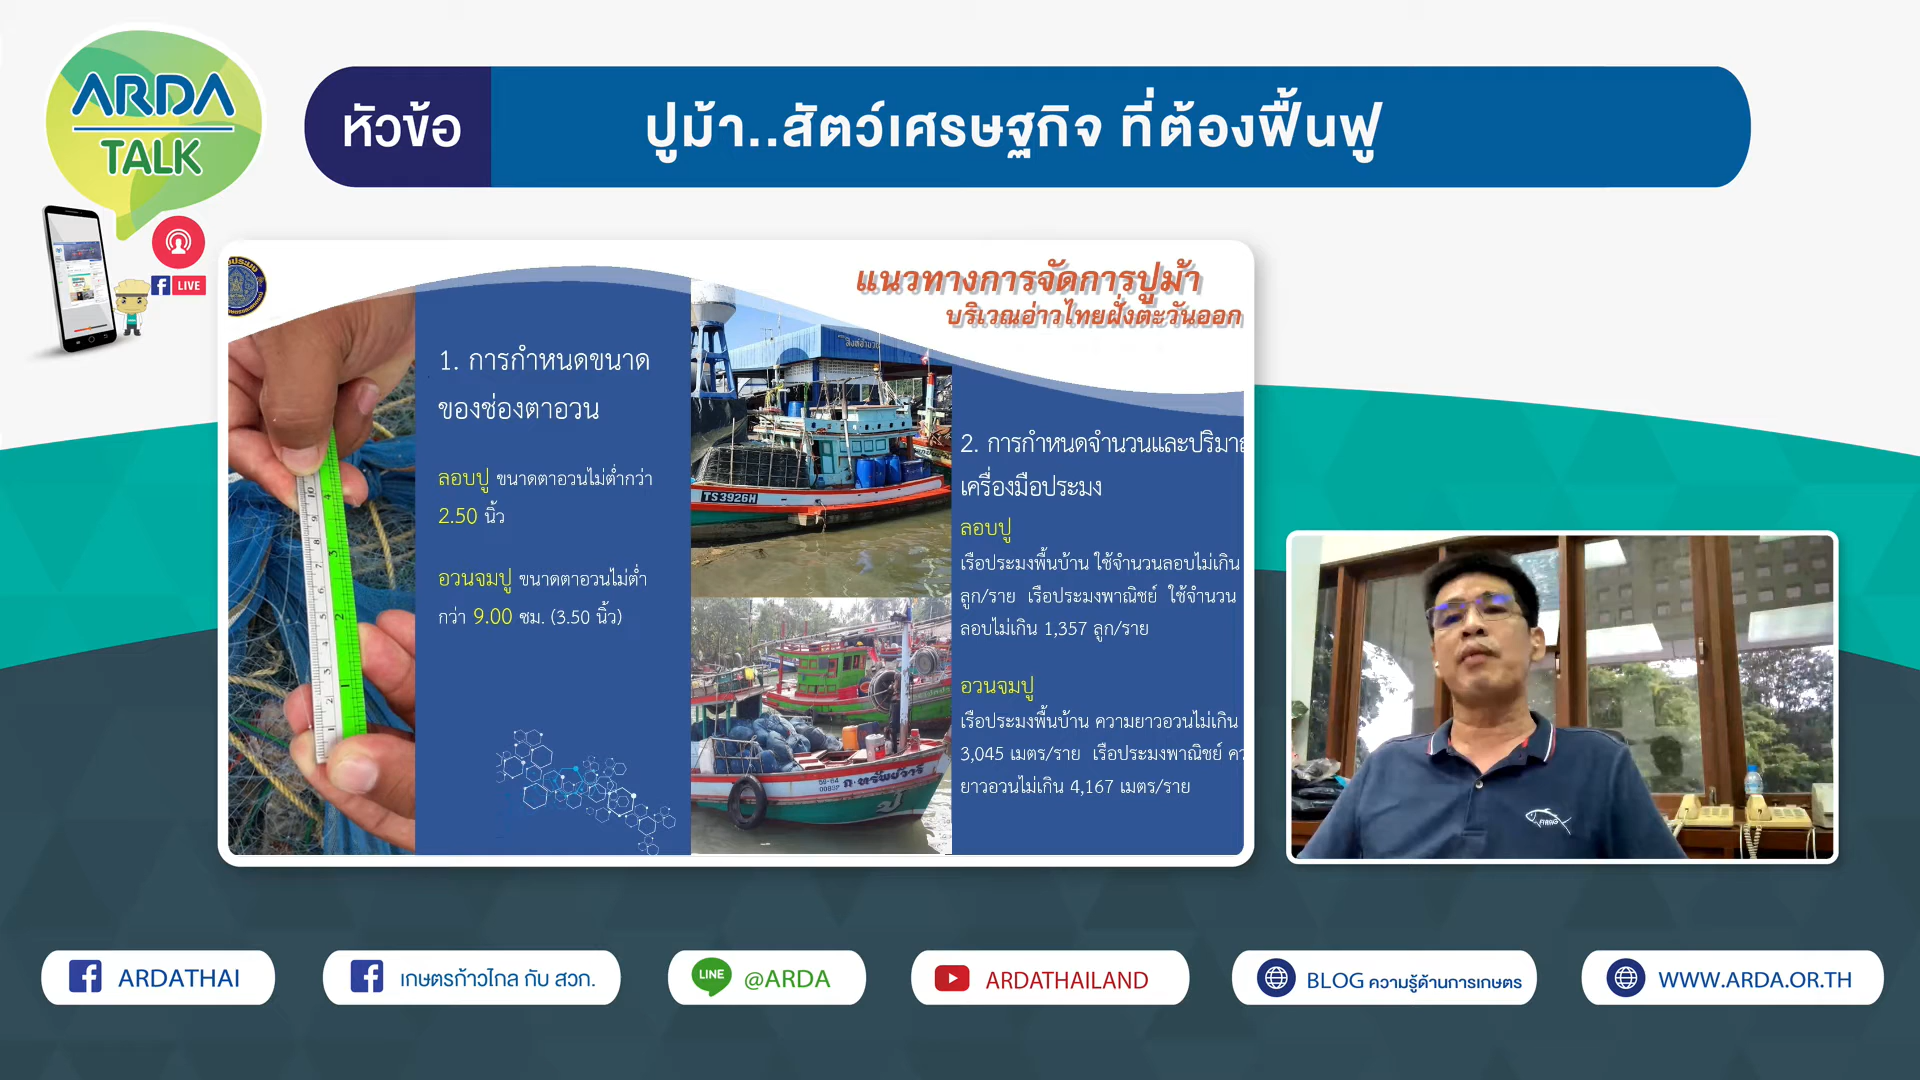 ARDA
TALK
LIVE
หัวข้อ
ปูม้า..สัตว์เศรษฐกิจ ที่ต้องฟื้นฟู
แนวทางการจัดการปูม้า
บริเวณอ่าวไทยฝั่งตะวันออก
1. การกำหนดขนาด
ของช่องตาอวน
ลอบปู ขนาดตาอวนไม่ต่ำกว่า
2.50 นิ้ว
อวนจมปู ขนาดตาอวนไม่ต่ำ
กว่า 9.00 ซม. (3.50 นิ้ว)
TS3926H
ก.ทรัพย์วาร
2. การกำหนดจำนวนและปริมาณ
เครื่องมือประมง
ลอบปู
เรือประมงพื้นบ้าน ใช้จำนวนลอบไม่เกิน
ลูก/ราย เรือประมงพาณิชย์ ใช้จำนวน
ลอบไม่เกิน 1,357 ลูก/ราย
อวนจมปู
เรือประมงพื้นบ้าน ความยาวอวนไม่เกิน
3,045 เมตร/ราย เรือประมงพาณิชย์ คว
ยาวอวนไม่เกิน 4,167 เมตร/ราย
ARDATHAI
เกษตรก้าวไกล กับ สวก.
LINE
@ARDA
ARDATHAILAND
BLOG ความรู้ด้านการเกษตร
WWW.ARDA.OR.TH